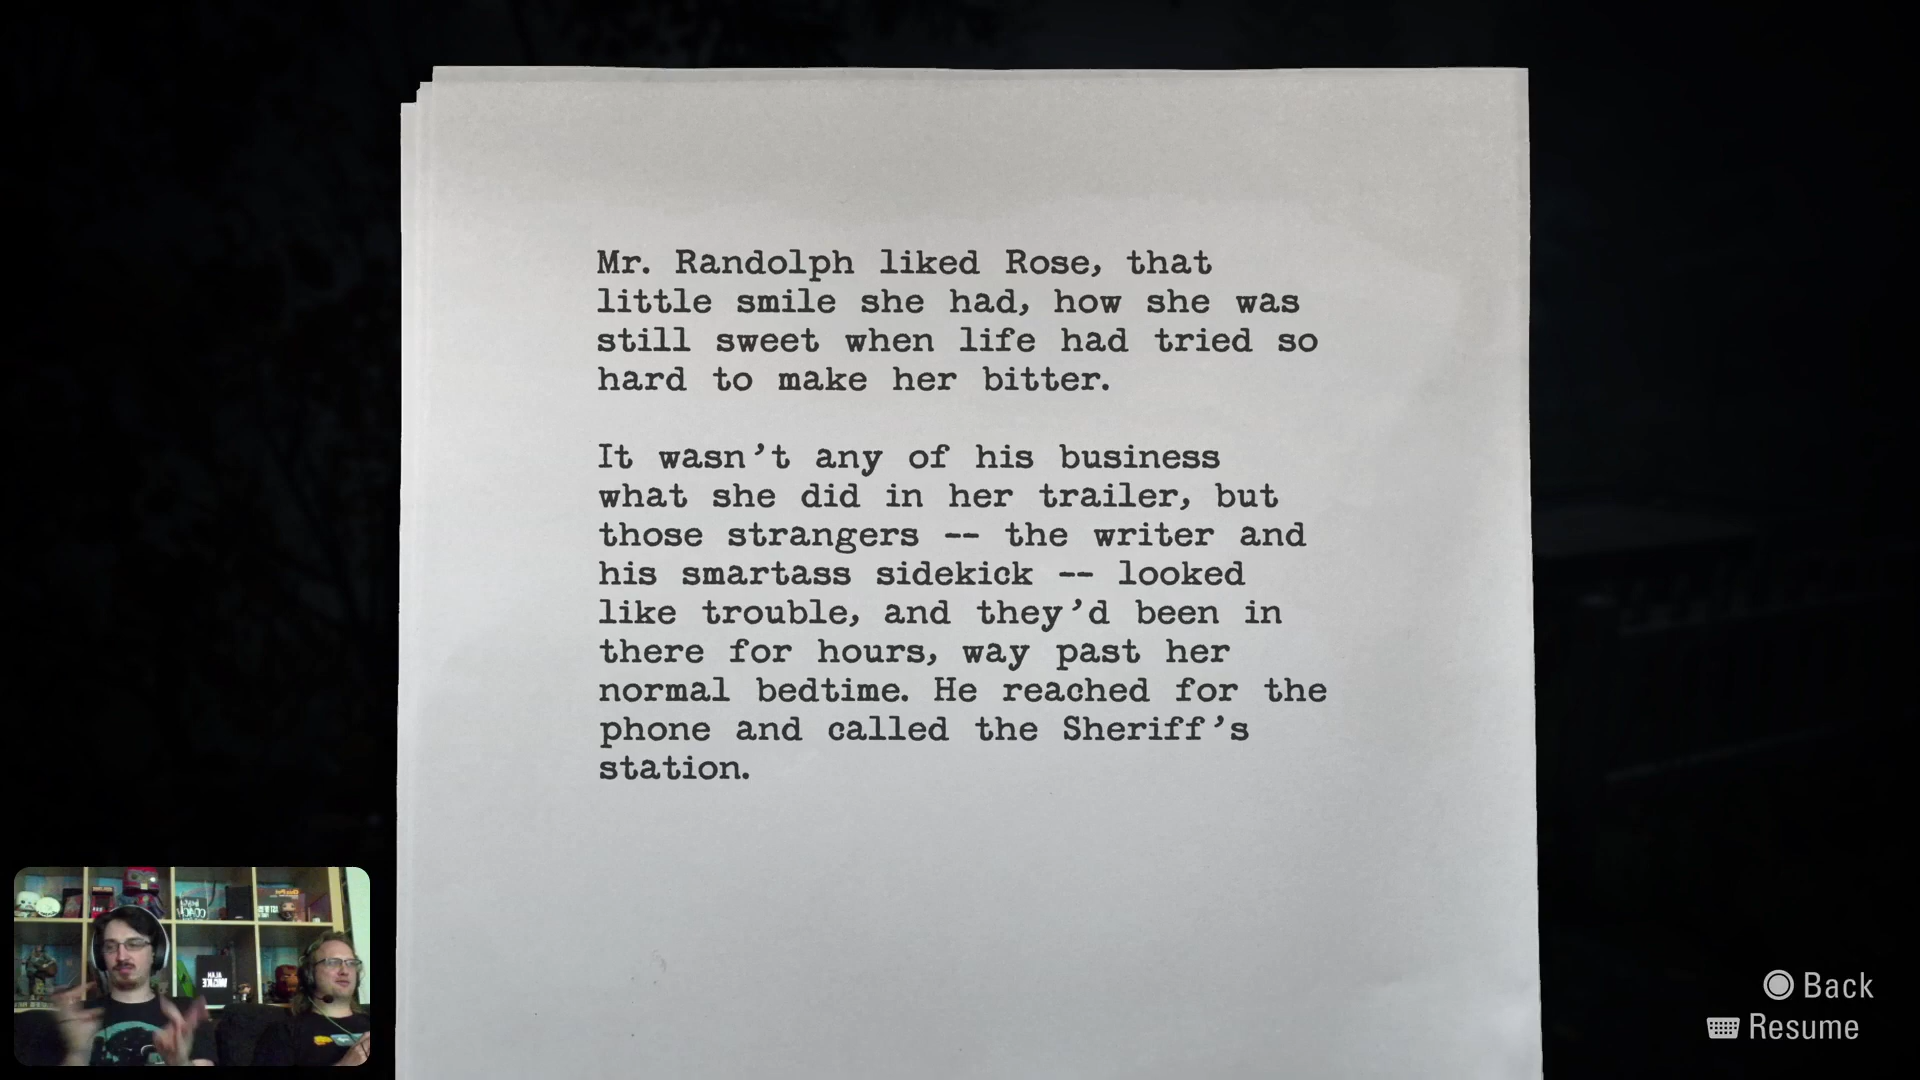 Mr. Randolph liked Rose, that
little smile she had, how she was
still sweet when life had tried so
hard to make her bitter.
It wasn't any of his business
what she did in her trailer, but
those strangers -- the writer and
his smartass sidekick -- looked
like trouble, and they'd been in
there for hours, way past her
normal bedtime. He reached for the
phone and called the Sheriff's
station.
Back
Resume